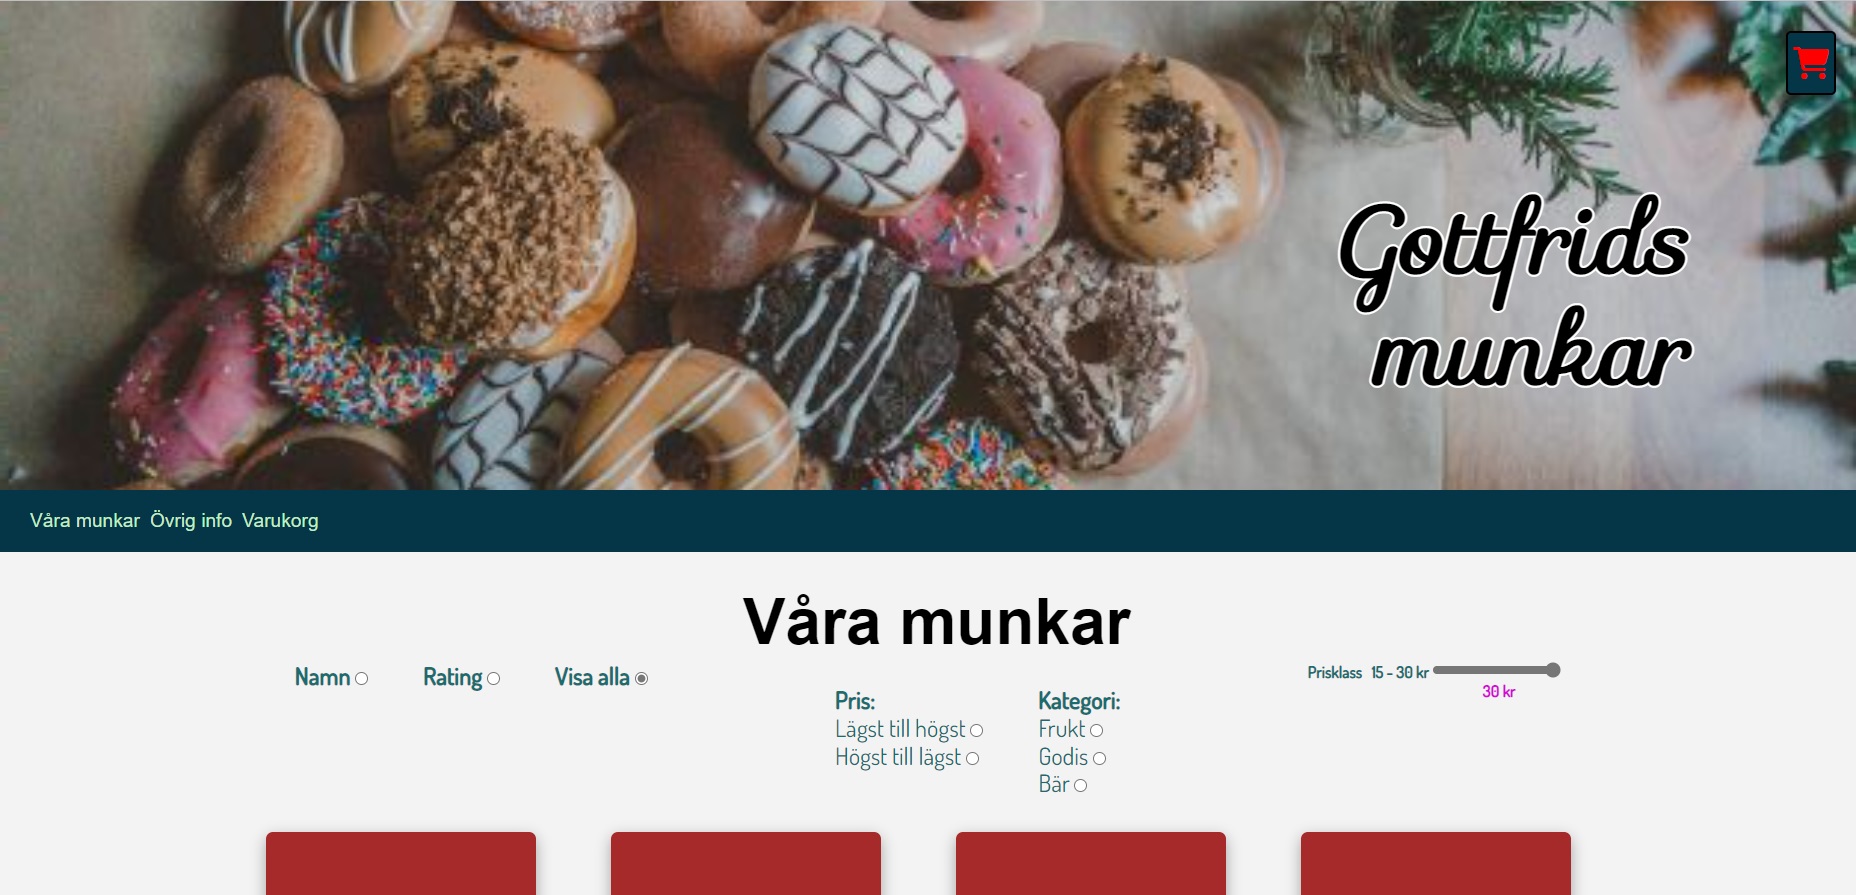 Gottfrids
munkar
Våra munkar Övrig info Varukorg
Våra munkar
Namn Rating Visa alla
Pris:
Lägst till högst
Högst till lägst
Kategori:
Frukt
Godis
Bär
Prisklass 15 - 30 kr
30 kr